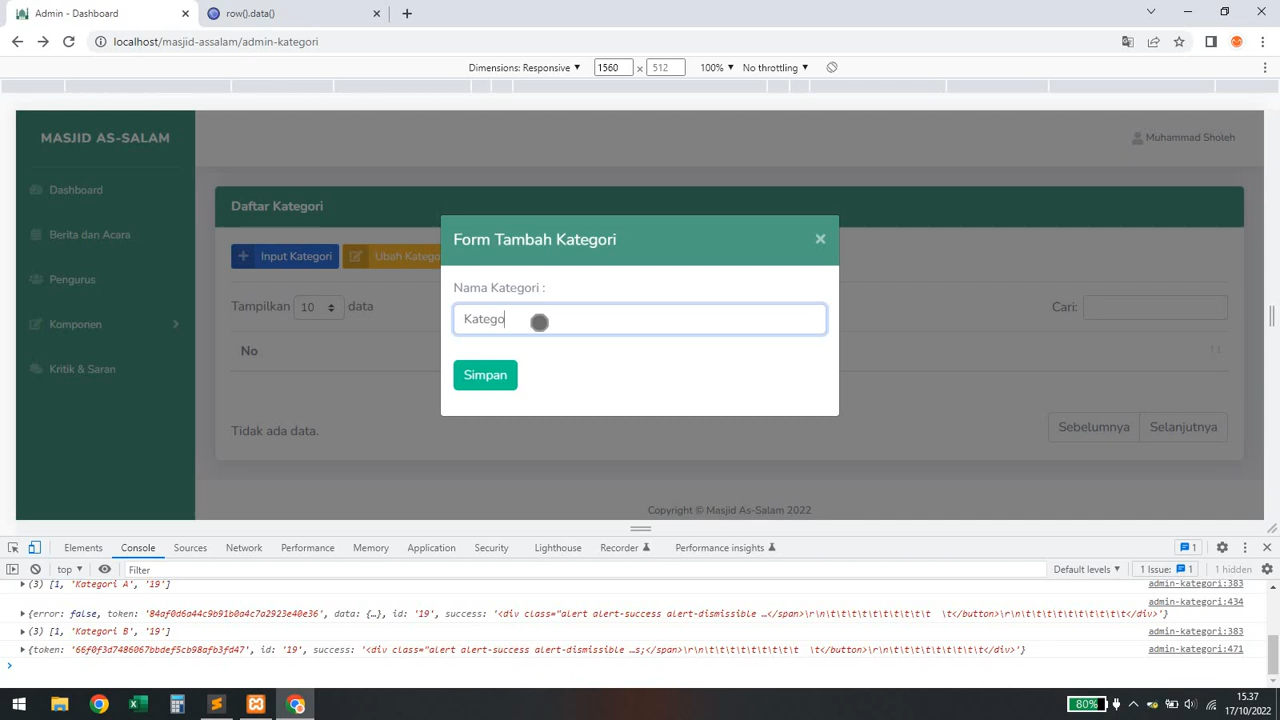 Admin - Dashboard
row().data()
localhost/masjid-assalam/admin-kategori
Dimensions: Responsive 1560 x 512 100% No throttling
MASJID AS-SALAM
Muhammad Sholeh
Dashboard
Berita dan Acara
Pengurus
Komponen
Kritik & Saran
Daftar Kategori
Input Kategori
Ubah Katego
Tampilkan 10 data
Cari:
No
Tidak ada data.
Sebelumnya Selanjutnya
Copyright © Masjid As-Salam 2022
Form Tambah Kategori ×
Nama Kategori :
Katego
Simpan
Elements Console Sources Network Performance Memory Application Security Lighthouse Recorder Performance insights 1
top Filter Default levels 1 Issue: 1 1 hidden
(3) [1, 'Kategori A', '19'] admin-kategori:383
admin-kategori:434
{error: false, token: '84af0d6a44c9b91b0a4c7a2923e40e36', data: {…}, id: '19', success: '<div class="alert alert-success alert-dismissible …</span>\r\n\t\t\t\t\t\t\t\t\t\t  \t</button>\r\n\t\t\t\t\t\t\t\t\t\t</div>'}
(3) [1, 'Kategori B', '19'] admin-kategori:383
{token: '66f0f3d7486067bbdef5cb98afb3fd47', id: '19', success: '<div class="alert alert-success alert-dismissible …s;</span>\r\n\t\t\t\t\t\t\t\t  \t</button>\r\n\t\t\t\t\t\t\t\t</div>'} admin-kategori:471
80%
15.37
17/10/2022